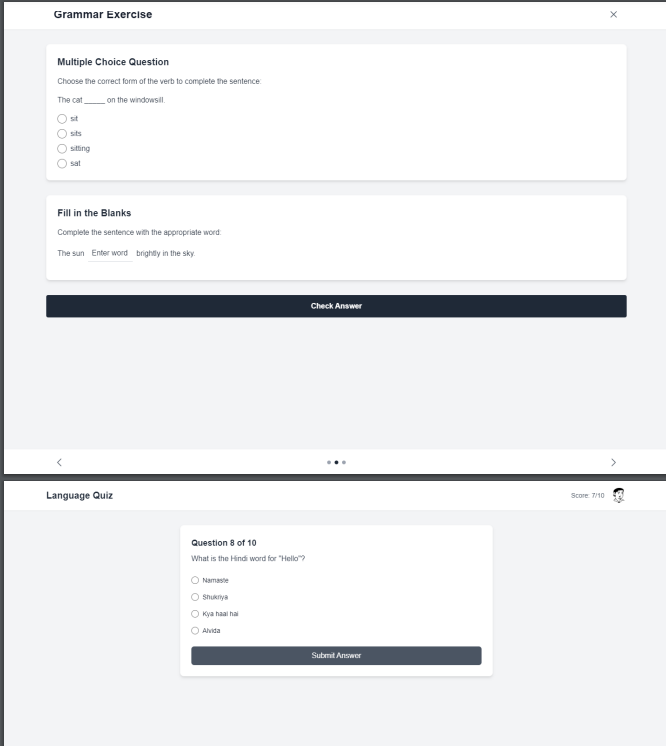 Grammar Exercise
Multiple Choice Question
Choose the correct form of the verb to complete the sentence:
The cat _____ on the windowsill.
sit
sits
sitting
sat
Fill in the Blanks
Complete the sentence with the appropriate word:
The sun Enter word brightly in the sky.
Check Answer
Language Quiz
Score: 7/10
Question 8 of 10
What is the Hindi word for "Hello"?
Namaste
Shukriya
Kya haal hai
Alvida
Submit Answer